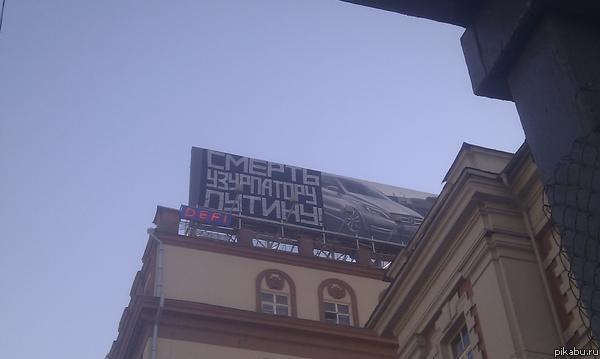 СМЕРТЬ
УЗУРПАТОРУ
ПУТИНУ!
DEFI
pikabu.ru